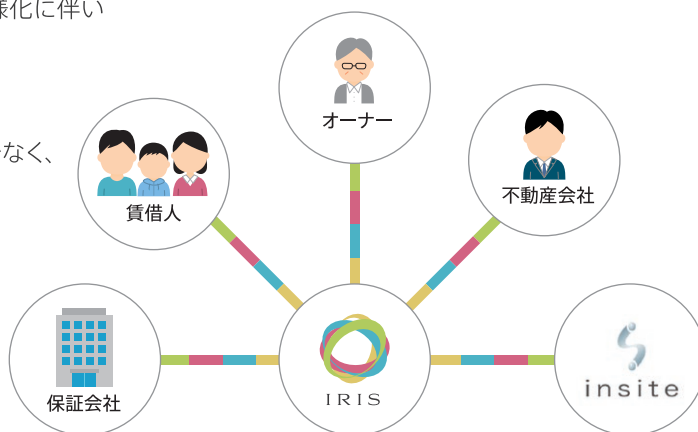 様化に伴い
なく、
オーナー
賃借人
不動産会社
保証会社
IRIS
insite